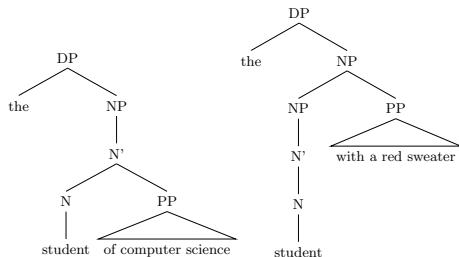 DP
the
NP
N'
N
PP
student
of computer science
DP
the
NP
NP
PP
N'
with a red sweater
N
student